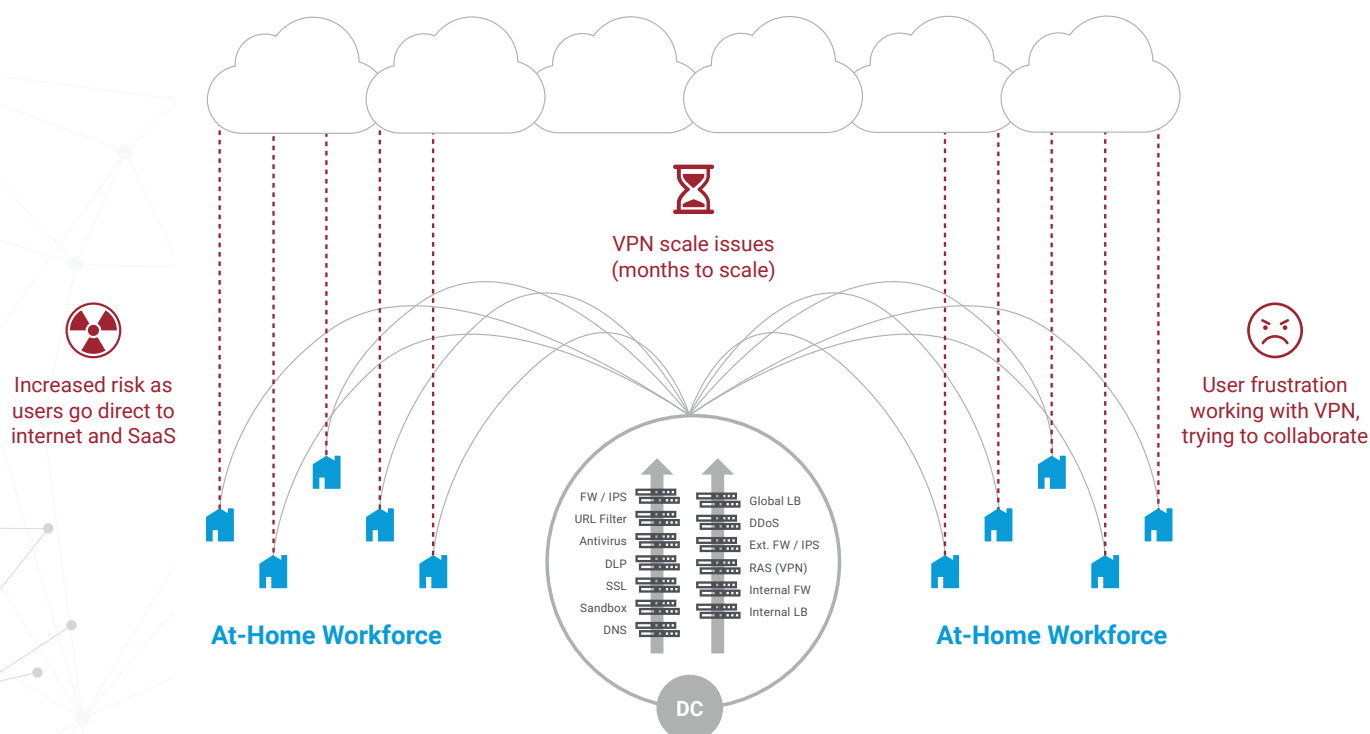 VPN scale issues
(months to scale)
Increased risk as
users go direct to
internet and SaaS
User frustration
working with VPN,
trying to collaborate
FW / IPS
URL Filter
Antivirus
DLP
SSL
Sandbox
DNS
Global LB
DDoS
Ext. FW / IPS
RAS (VPN)
Internal FW
Internal LB
At-Home Workforce
At-Home Workforce
DC